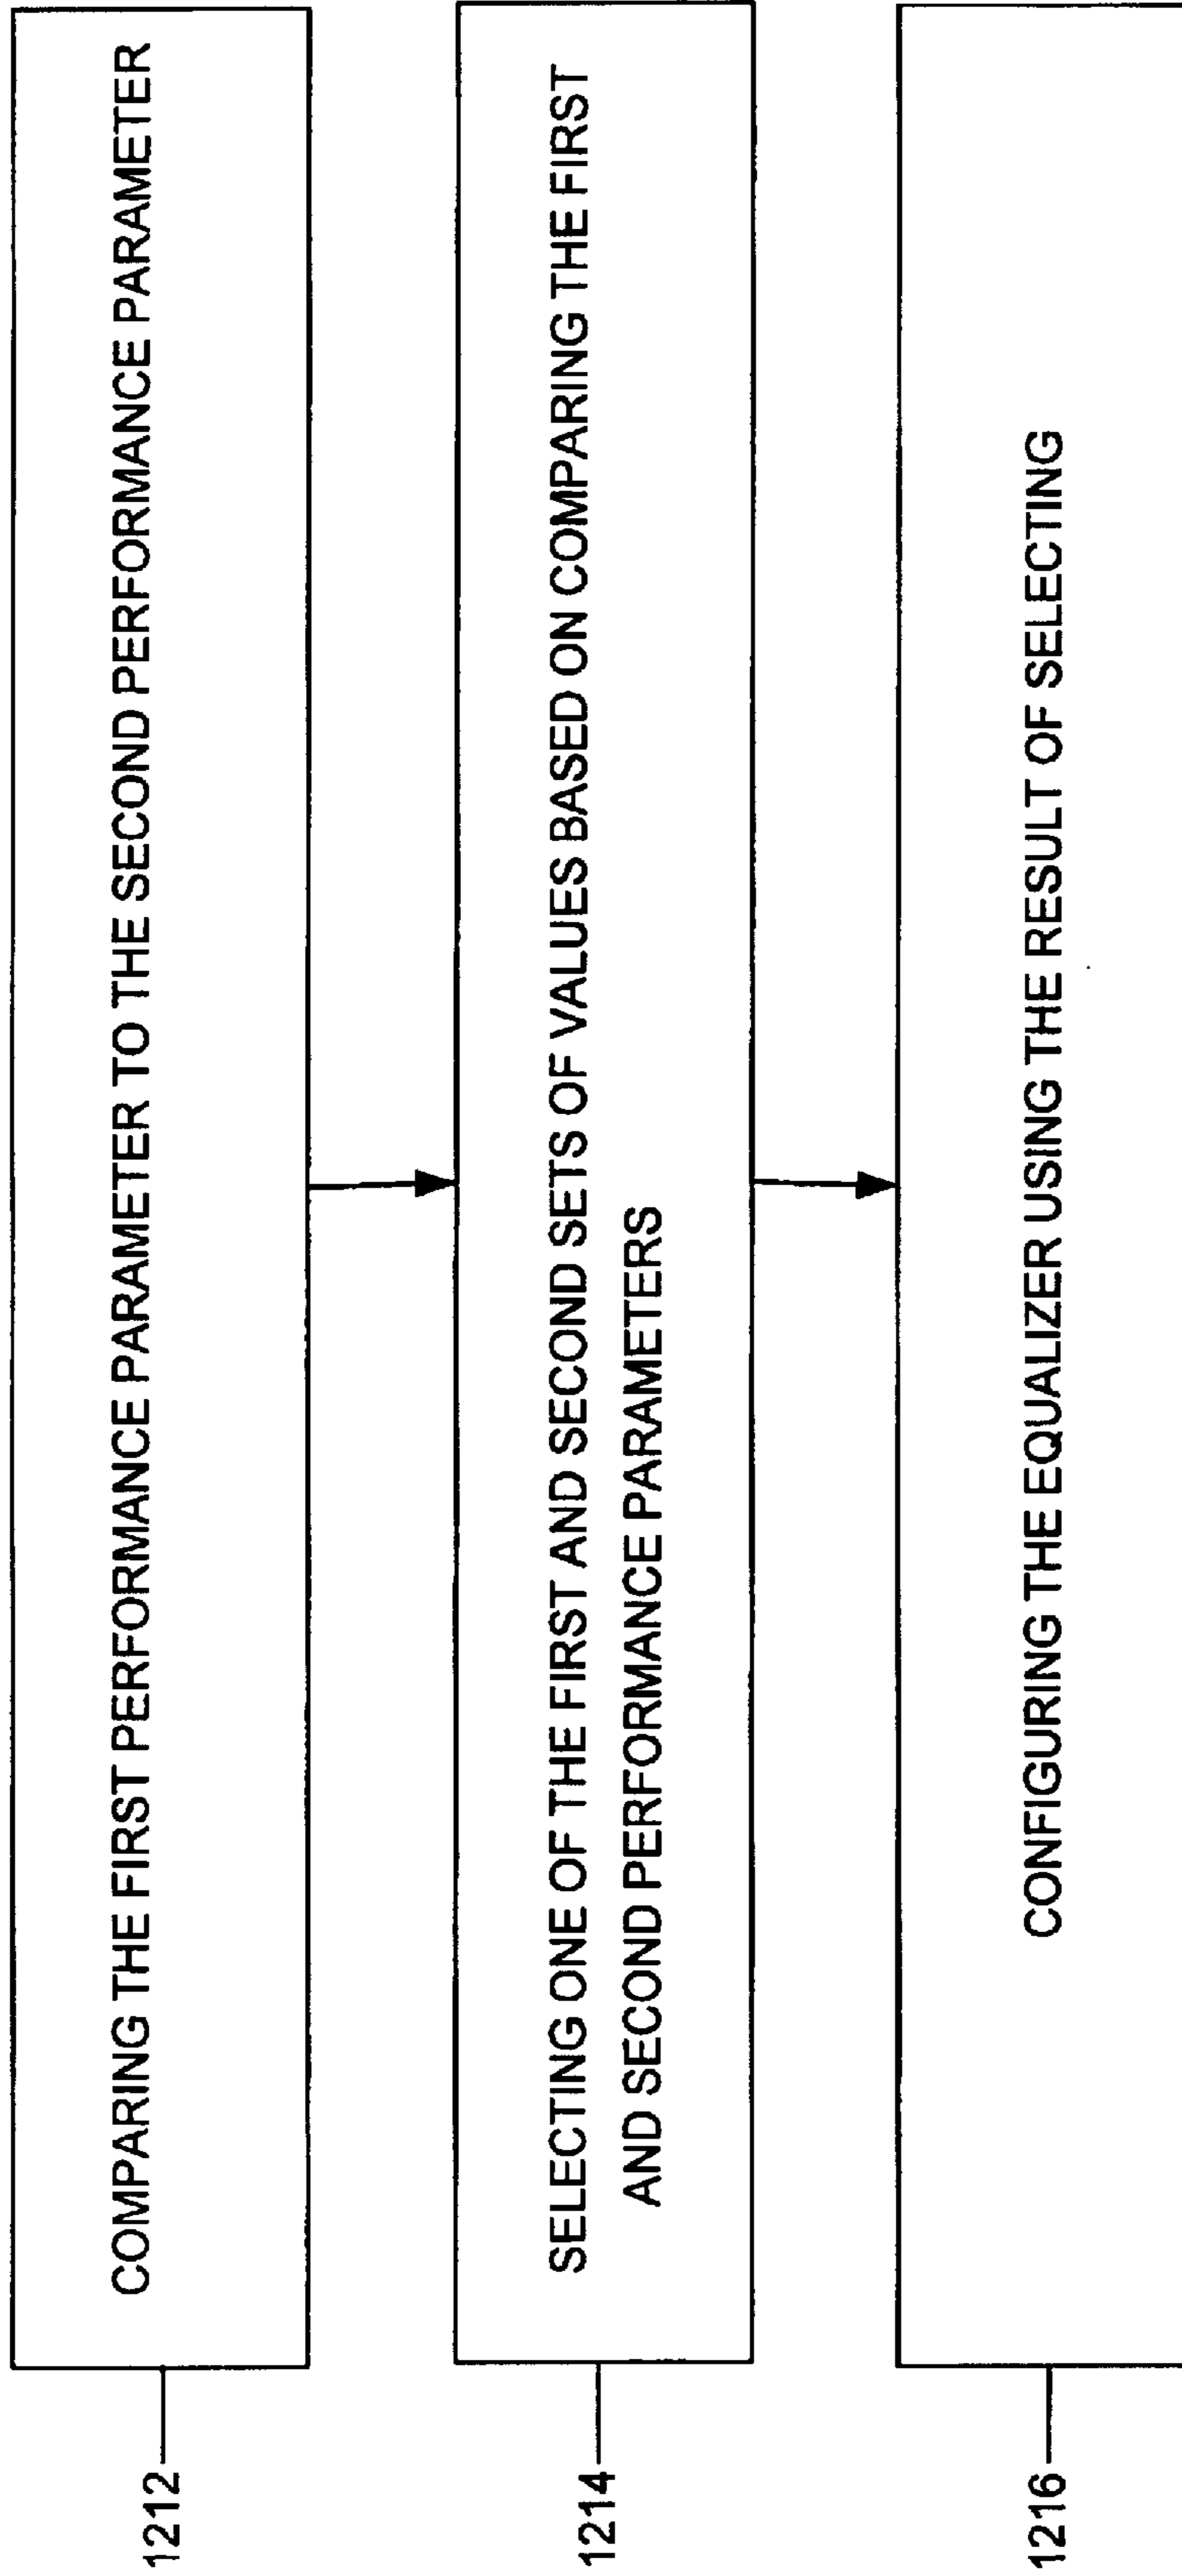 1212
COMPARING THE FIRST PERFORMANCE PARAMETER TO THE SECOND PERFORMANCE PARAMETER
1214
SELECTING ONE OF THE FIRST AND SECOND SETS OF VALUES BASED ON COMPARING THE FIRST
AND SECOND PERFORMANCE PARAMETERS
1216
CONFIGURING THE EQUALIZER USING THE RESULT OF SELECTING